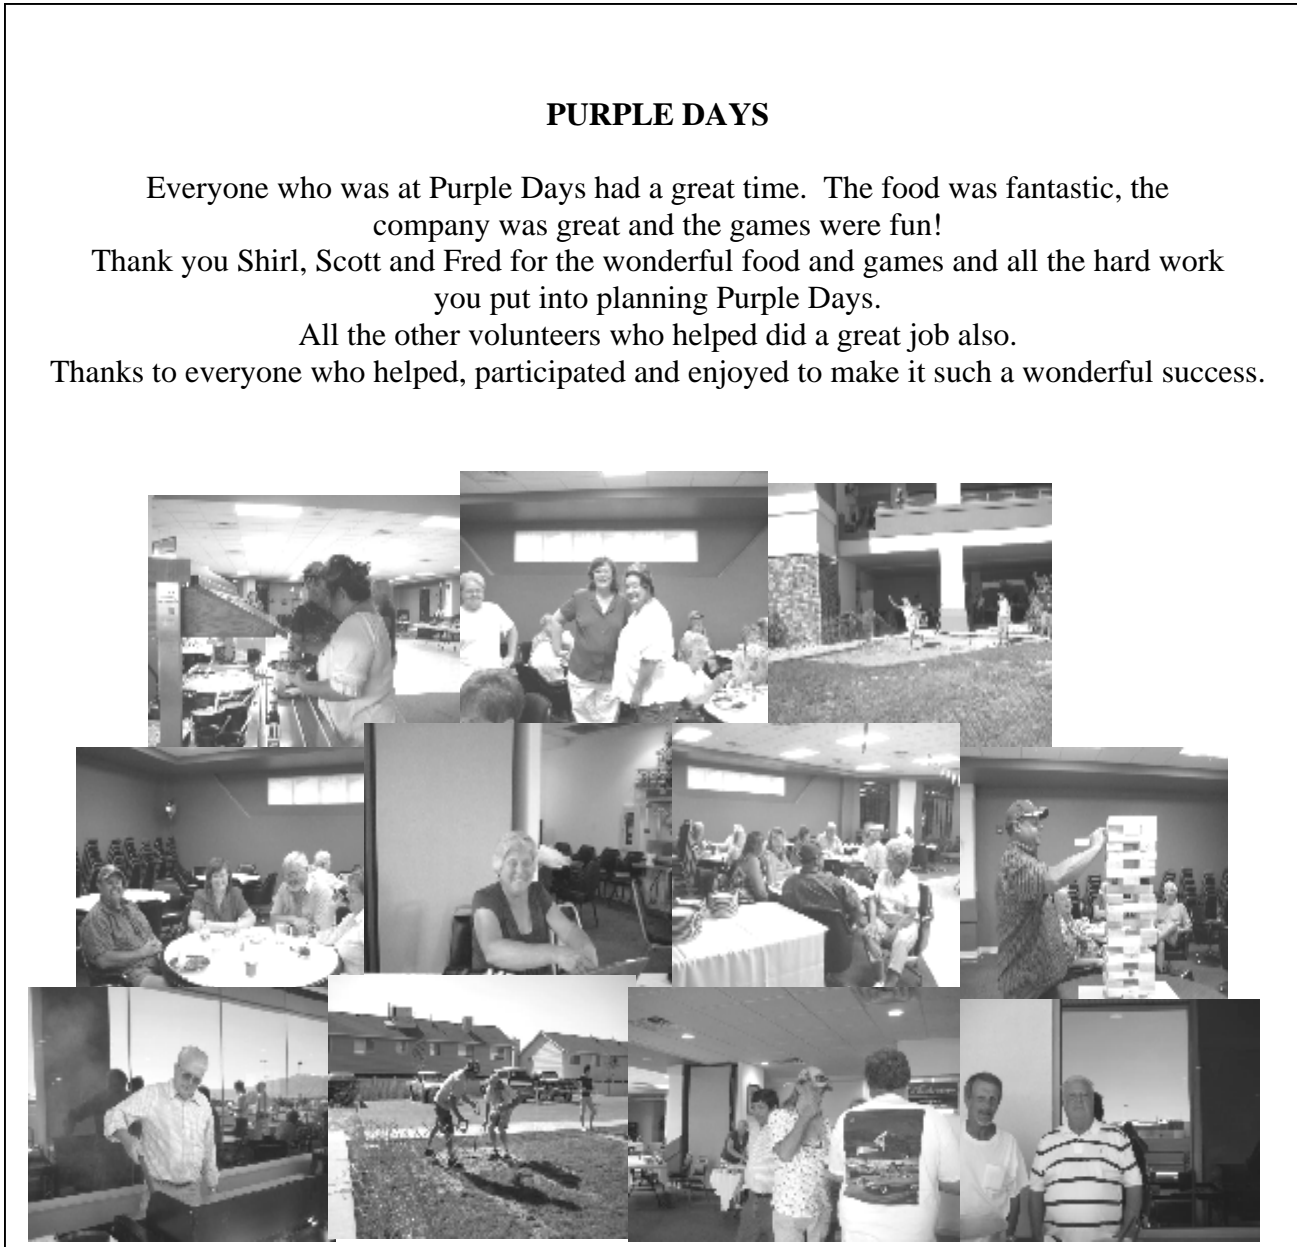 PURPLE DAYS
Everyone who was at Purple Days had a great time.  The food was fantastic, the
company was great and the games were fun!
Thank you Shirl, Scott and Fred for the wonderful food and games and all the hard work
you put into planning Purple Days.
All the other volunteers who helped did a great job also.
Thanks to everyone who helped, participated and enjoyed to make it such a wonderful success.